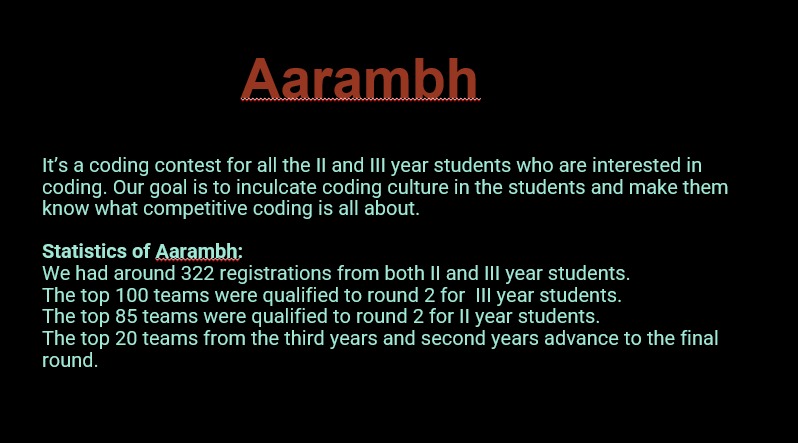 Aarambh
It’s a coding contest for all the II and III year students who are interested in
coding. Our goal is to inculcate coding culture in the students and make them
know what competitive coding is all about.
Statistics of Aarambh:
We had around 322 registrations from both II and III year students.
The top 100 teams were qualified to round 2 for  III year students.
The top 85 teams were qualified to round 2 for II year students.
The top 20 teams from the third years and second years advance to the final
round.